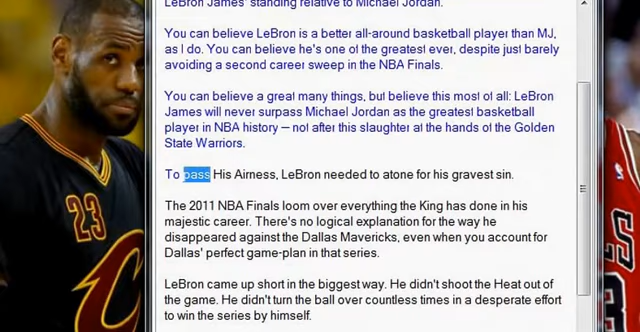 LeBron James' standing relative to Michael Jordan.
You can believe LeBron is a better all-around basketball player than MJ,
as I do. You can believe he's one of the greatest ever, despite just barely
avoiding a second career sweep in the NBA Finals.
You can believe a great many things, but believe this most of all: LeBron
James will never surpass Michael Jordan as the greatest basketball
player in NBA history – not after this slaughter at the hands of the Golden
State Warriors.
To pass His Airness, LeBron needed to atone for his gravest sin.
The 2011 NBA Finals loom over everything the King has done in his
majestic career. There's no logical explanation for the way he
disappeared against the Dallas Mavericks, even when you account for
Dallas' perfect game-plan in that series.
LeBron came up short in the biggest way. He didn't shoot the Heat out of
the game. He didn't turn the ball over countless times in a desperate effort
to win the series by himself.
23
C